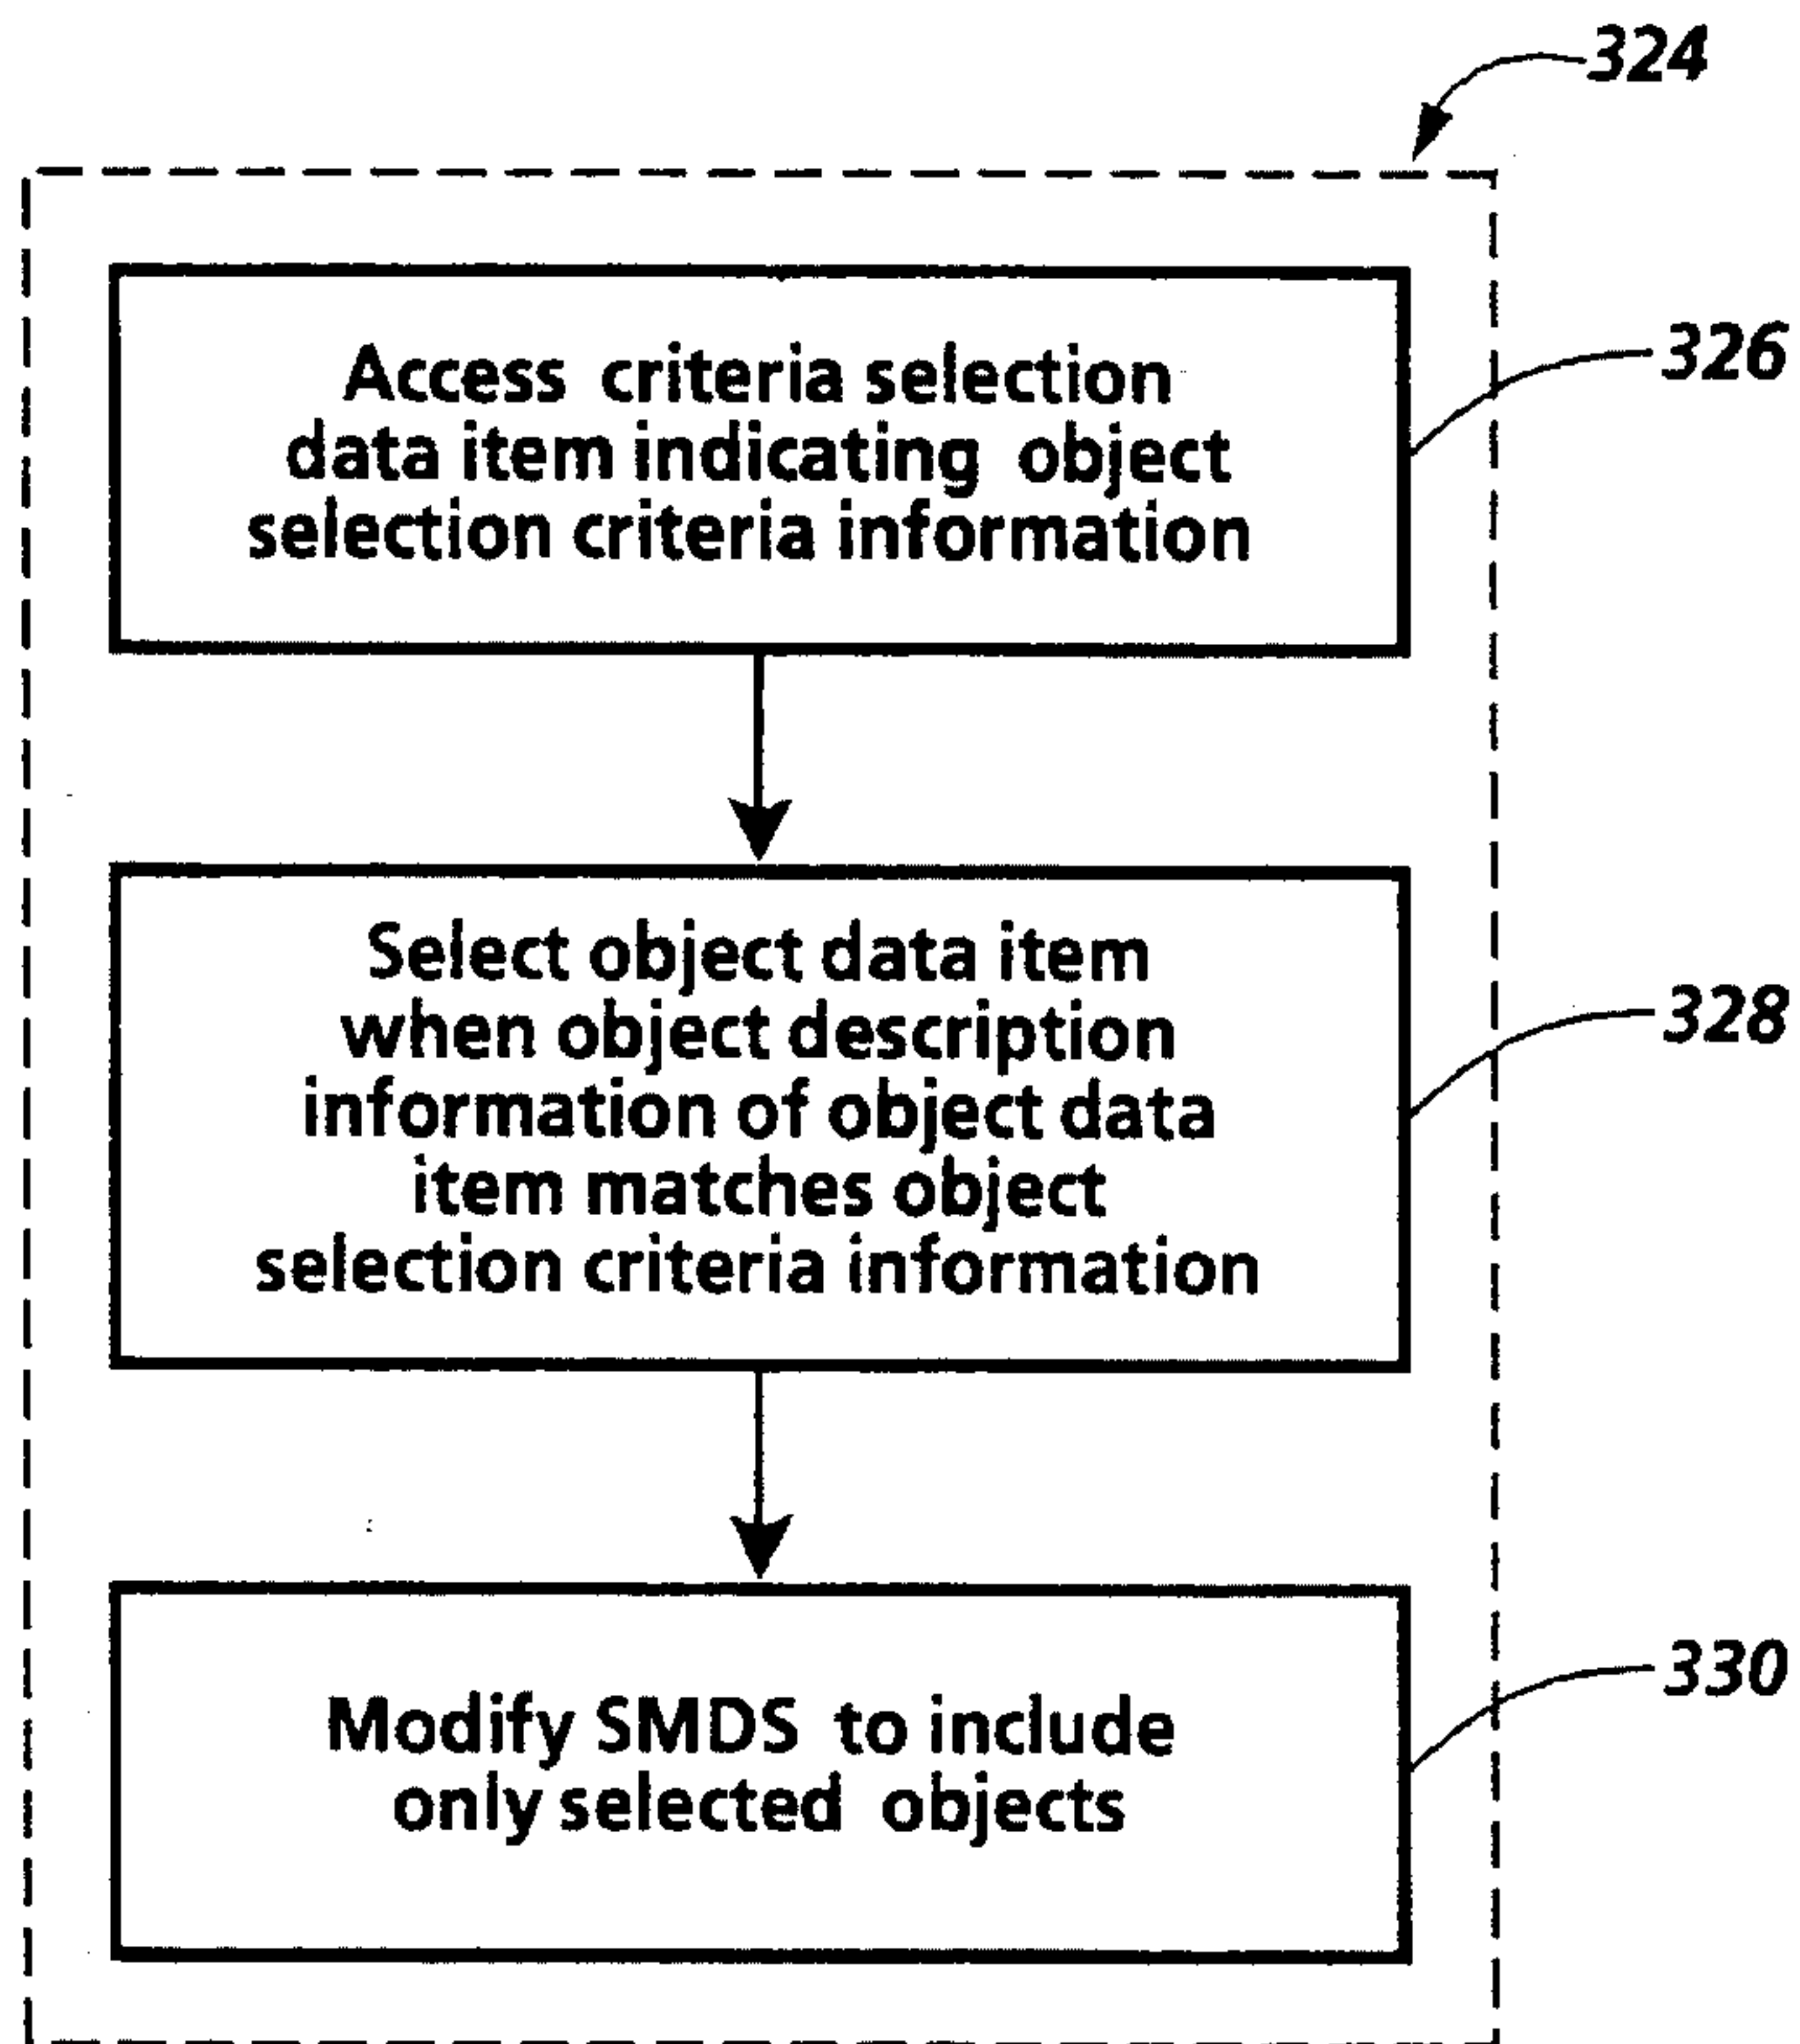 324
Access criteria selection
data item indicating object
selection criteria information
326
Select object data item
when object description
information of object data
item matches object
selection criteria information
328
Modify SMDS to include
only selected objects
330